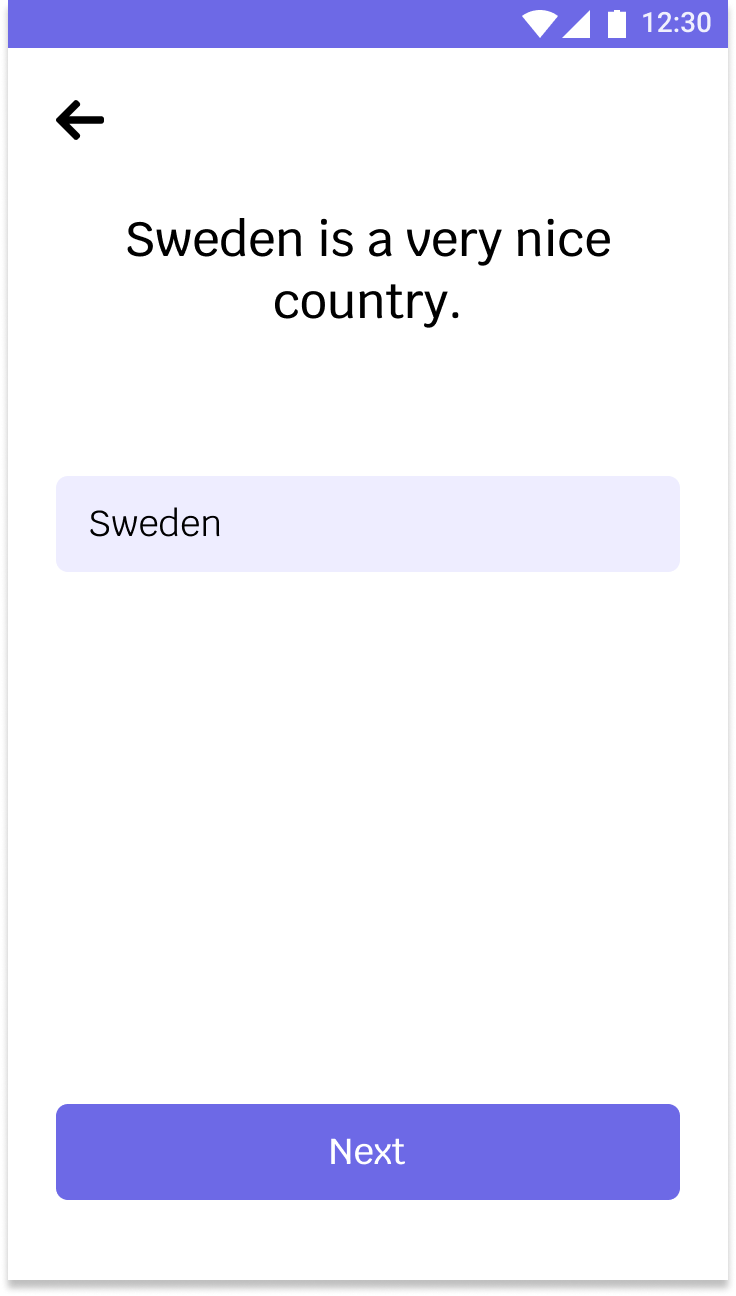 12:30
Sweden is a very nice
country.
Sweden
Next